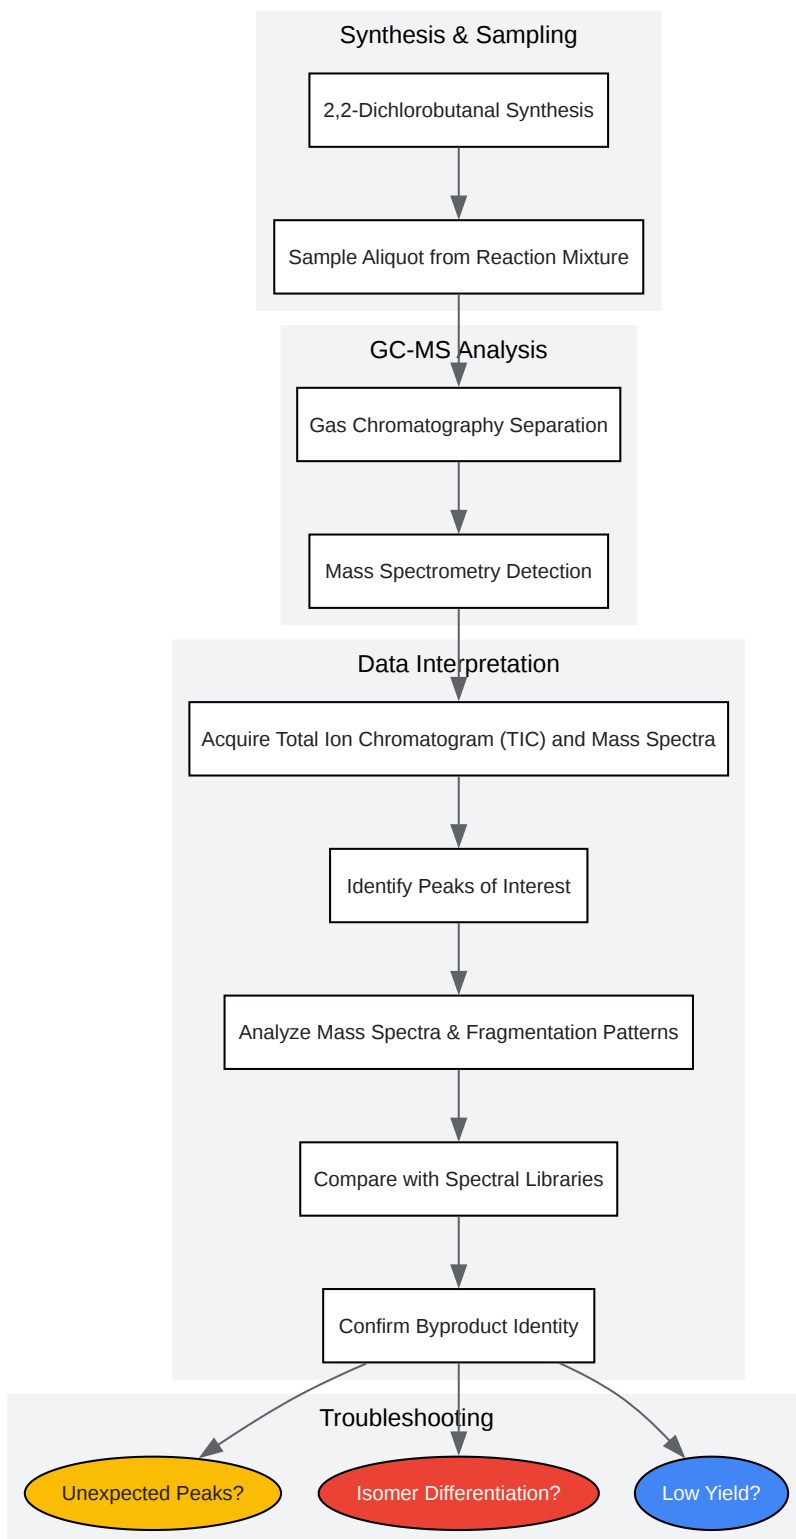 Synthesis & Sampling
2,2-Dichlorobutanal Synthesis
Sample Aliquot from Reaction Mixture
GC-MS Analysis
Gas Chromatography Separation
Mass Spectrometry Detection
Data Interpretation
Acquire Total Ion Chromatogram (TIC) and Mass Spectra
Identify Peaks of Interest
Analyze Mass Spectra & Fragmentation Patterns
Compare with Spectral Libraries
Confirm Byproduct Identity
Troubleshooting
Unexpected Peaks?
Isomer Differentiation?
Low Yield?